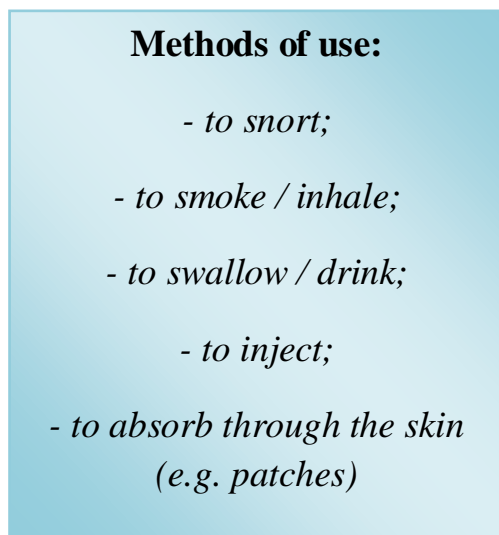 Methods of use:
- to snort;
- to smoke / inhale;
- to swallow / drink;
- to inject;
- to absorb through the skin
(e.g. patches)